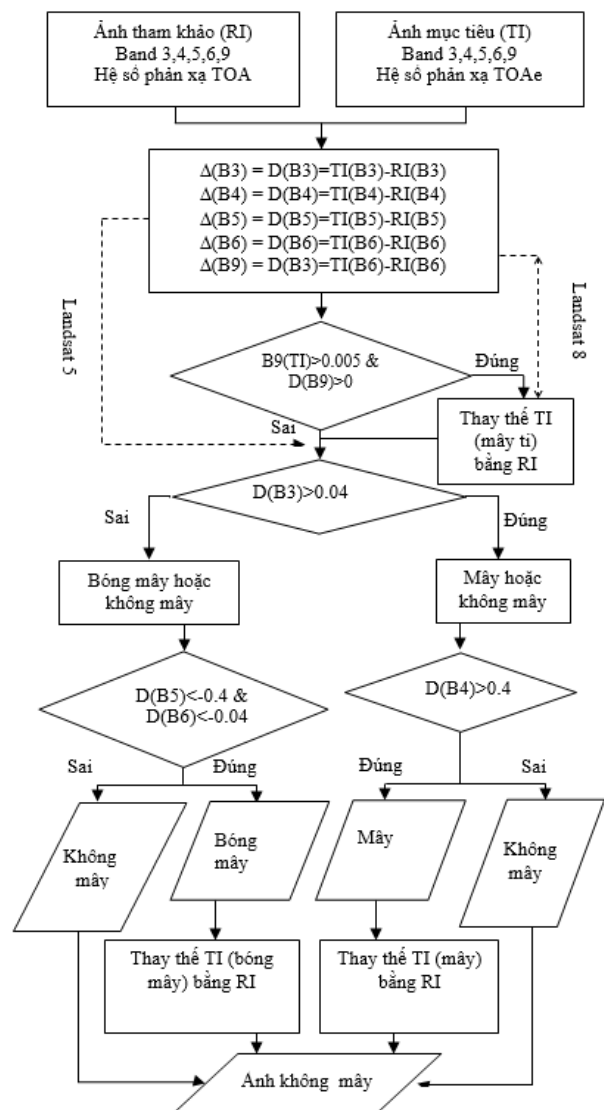 Ảnh tham khảo (RI)
Band 3,4,5,6,9
Hệ số phản xạ TOA
Ảnh mục tiêu (TI)
Band 3,4,5,6,9
Hệ số phản xạ TOAe
Δ(B3) = D(B3)=TI(B3)-RI(B3)
Δ(B4) = D(B4)=TI(B4)-RI(B4)
Δ(B5) = D(B5)=TI(B5)-RI(B5)
Δ(B6) = D(B6)=TI(B6)-RI(B6)
Δ(B9) = D(B3)=TI(B6)-RI(B6)
Landsat 5
Landsat 8
B9(TI)>0.005 &
D(B9)>0
Đúng
Sai
Thay thế TI
(mây ti)
bằng RI
D(B3)>0.04
Sai
Đúng
Bóng mây hoặc
không mây
Mây hoặc
không mây
D(B5)<-0.4 &
D(B6)<-0.04
D(B4)>0.4
Sai
Đúng
Đúng
Sai
Không
mây
Bóng
mây
Mây
Không
mây
Thay thế TI (bóng
mây) bằng RI
Thay thế TI (mây)
bằng RI
Ảnh không mây